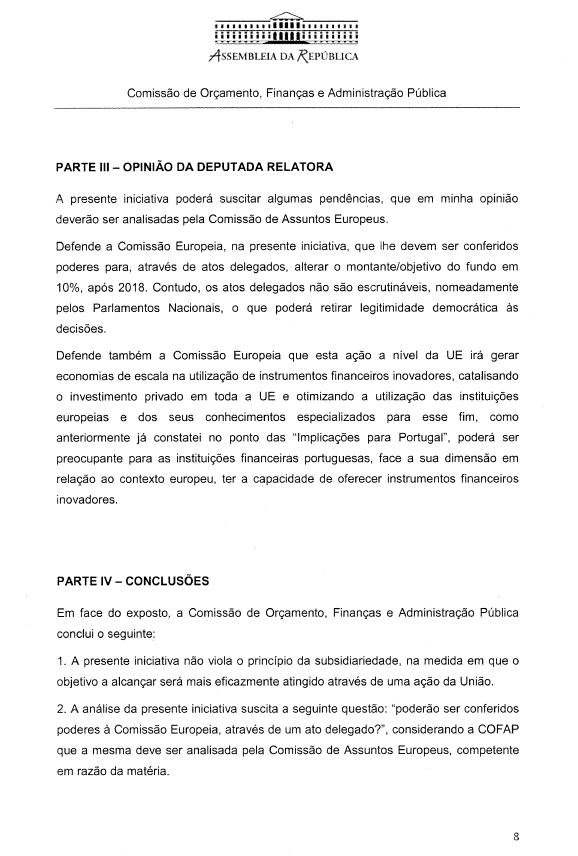 ASSEMBLEIA DA REPÚBLICA
Comissão de Orçamento, Finanças e Administração Pública
PARTE III – OPINIÃO DA DEPUTADA RELATORA
A presente iniciativa poderá suscitar algumas pendências, que em minha opinião
deverão ser analisadas pela Comissão de Assuntos Europeus.
Defende a Comissão Europeia, na presente iniciativa, que lhe devem ser conferidos
poderes para, através de atos delegados, alterar o montante/objetivo do fundo em
10%, após 2018. Contudo, os atos delegados não são escrutináveis, nomeadamente
pelos Parlamentos Nacionais, o que poderá retirar legitimidade democrática às
decisões.
Defende também a Comissão Europeia que esta ação a nível da UE irá gerar
economias de escala na utilização de instrumentos financeiros inovadores, catalisando
o investimento privado em toda a UE e otimizando a utilização das instituições
europeias e dos seus conhecimentos especializados para esse fim, como
anteriormente já constatei no ponto das “Implicações para Portugal”, poderá ser
preocupante para as instituições financeiras portuguesas, face a sua dimensão em
relação ao contexto europeu, ter a capacidade de oferecer instrumentos financeiros
inovadores.
PARTE IV – CONCLUSÕES
Em face do exposto, a Comissão de Orçamento, Finanças e Administração Pública
conclui o seguinte:
1. A presente iniciativa não viola o princípio da subsidiariedade, na medida em que o
objetivo a alcançar será mais eficazmente atingido através de uma ação da União.
2. A análise da presente iniciativa suscita a seguinte questão: “poderão ser conferidos
poderes à Comissão Europeia, através de um ato delegado?”, considerando a COFAP
que a mesma deve ser analisada pela Comissão de Assuntos Europeus, competente
em razão da matéria.
8